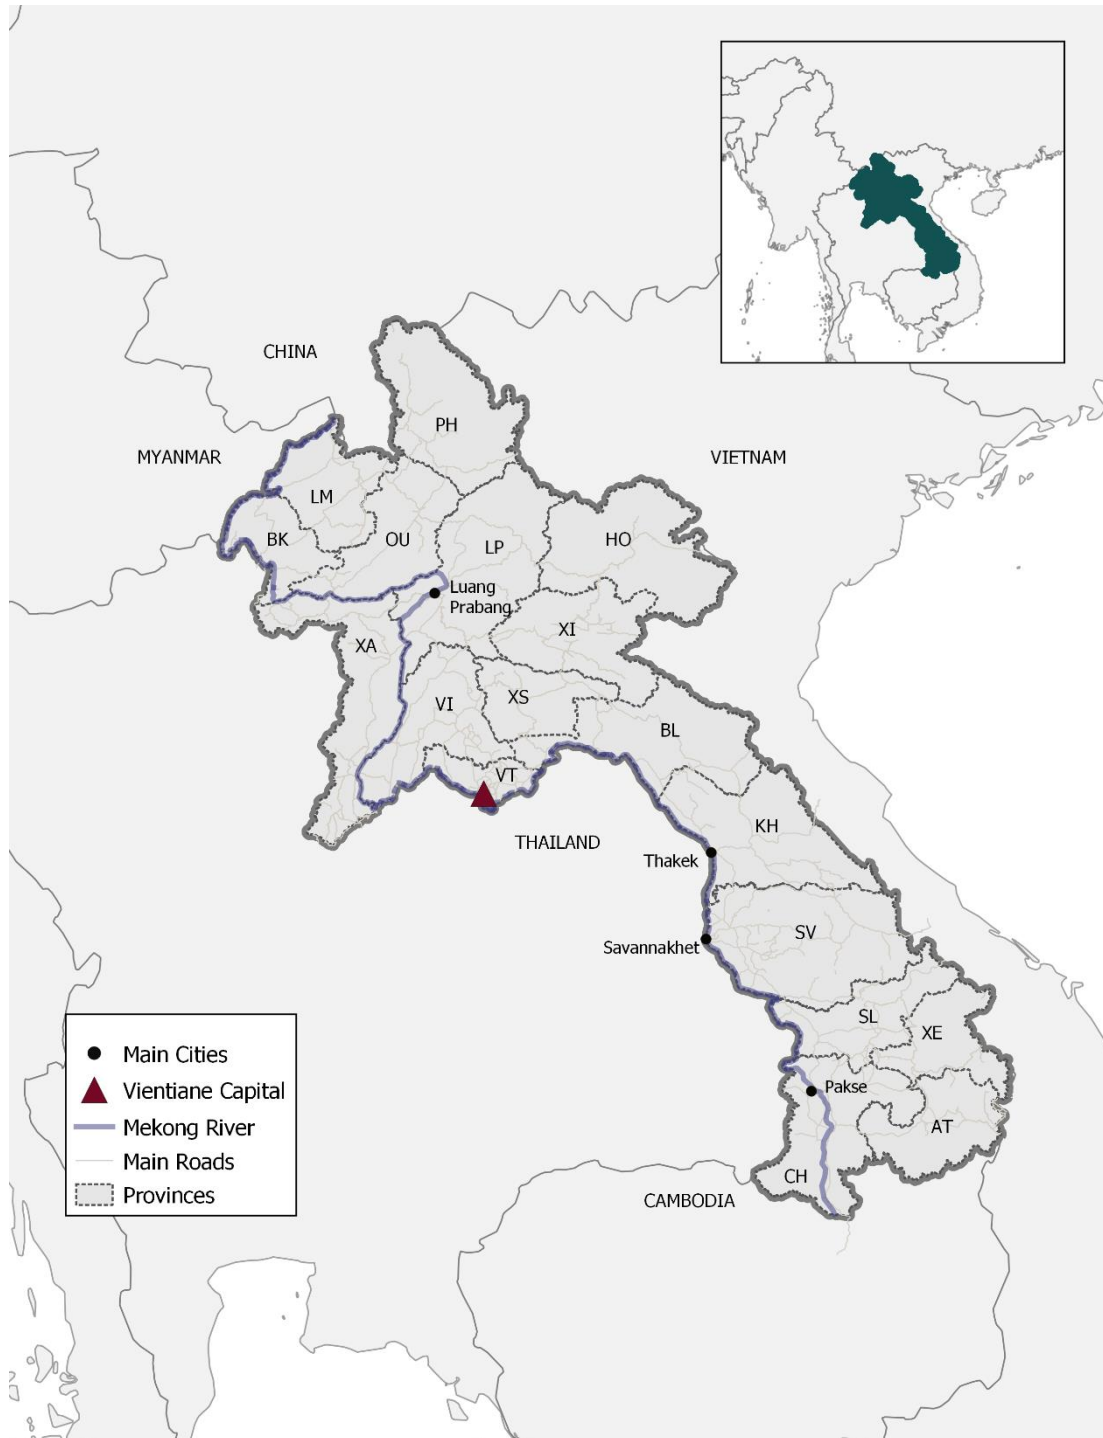 CHINA
PH
MYANMAR
VIETNAM
LM
BK
OU
LP
HO
Luang
Prabang
XI
XA
XS
VI
BL
VT
THAILAND
KH
Thakek
SV
Savannakhet
SL
XE
Pakse
AT
CH
CAMBODIA
Main Cities
Vientiane Capital
Mekong River
Main Roads
Provinces